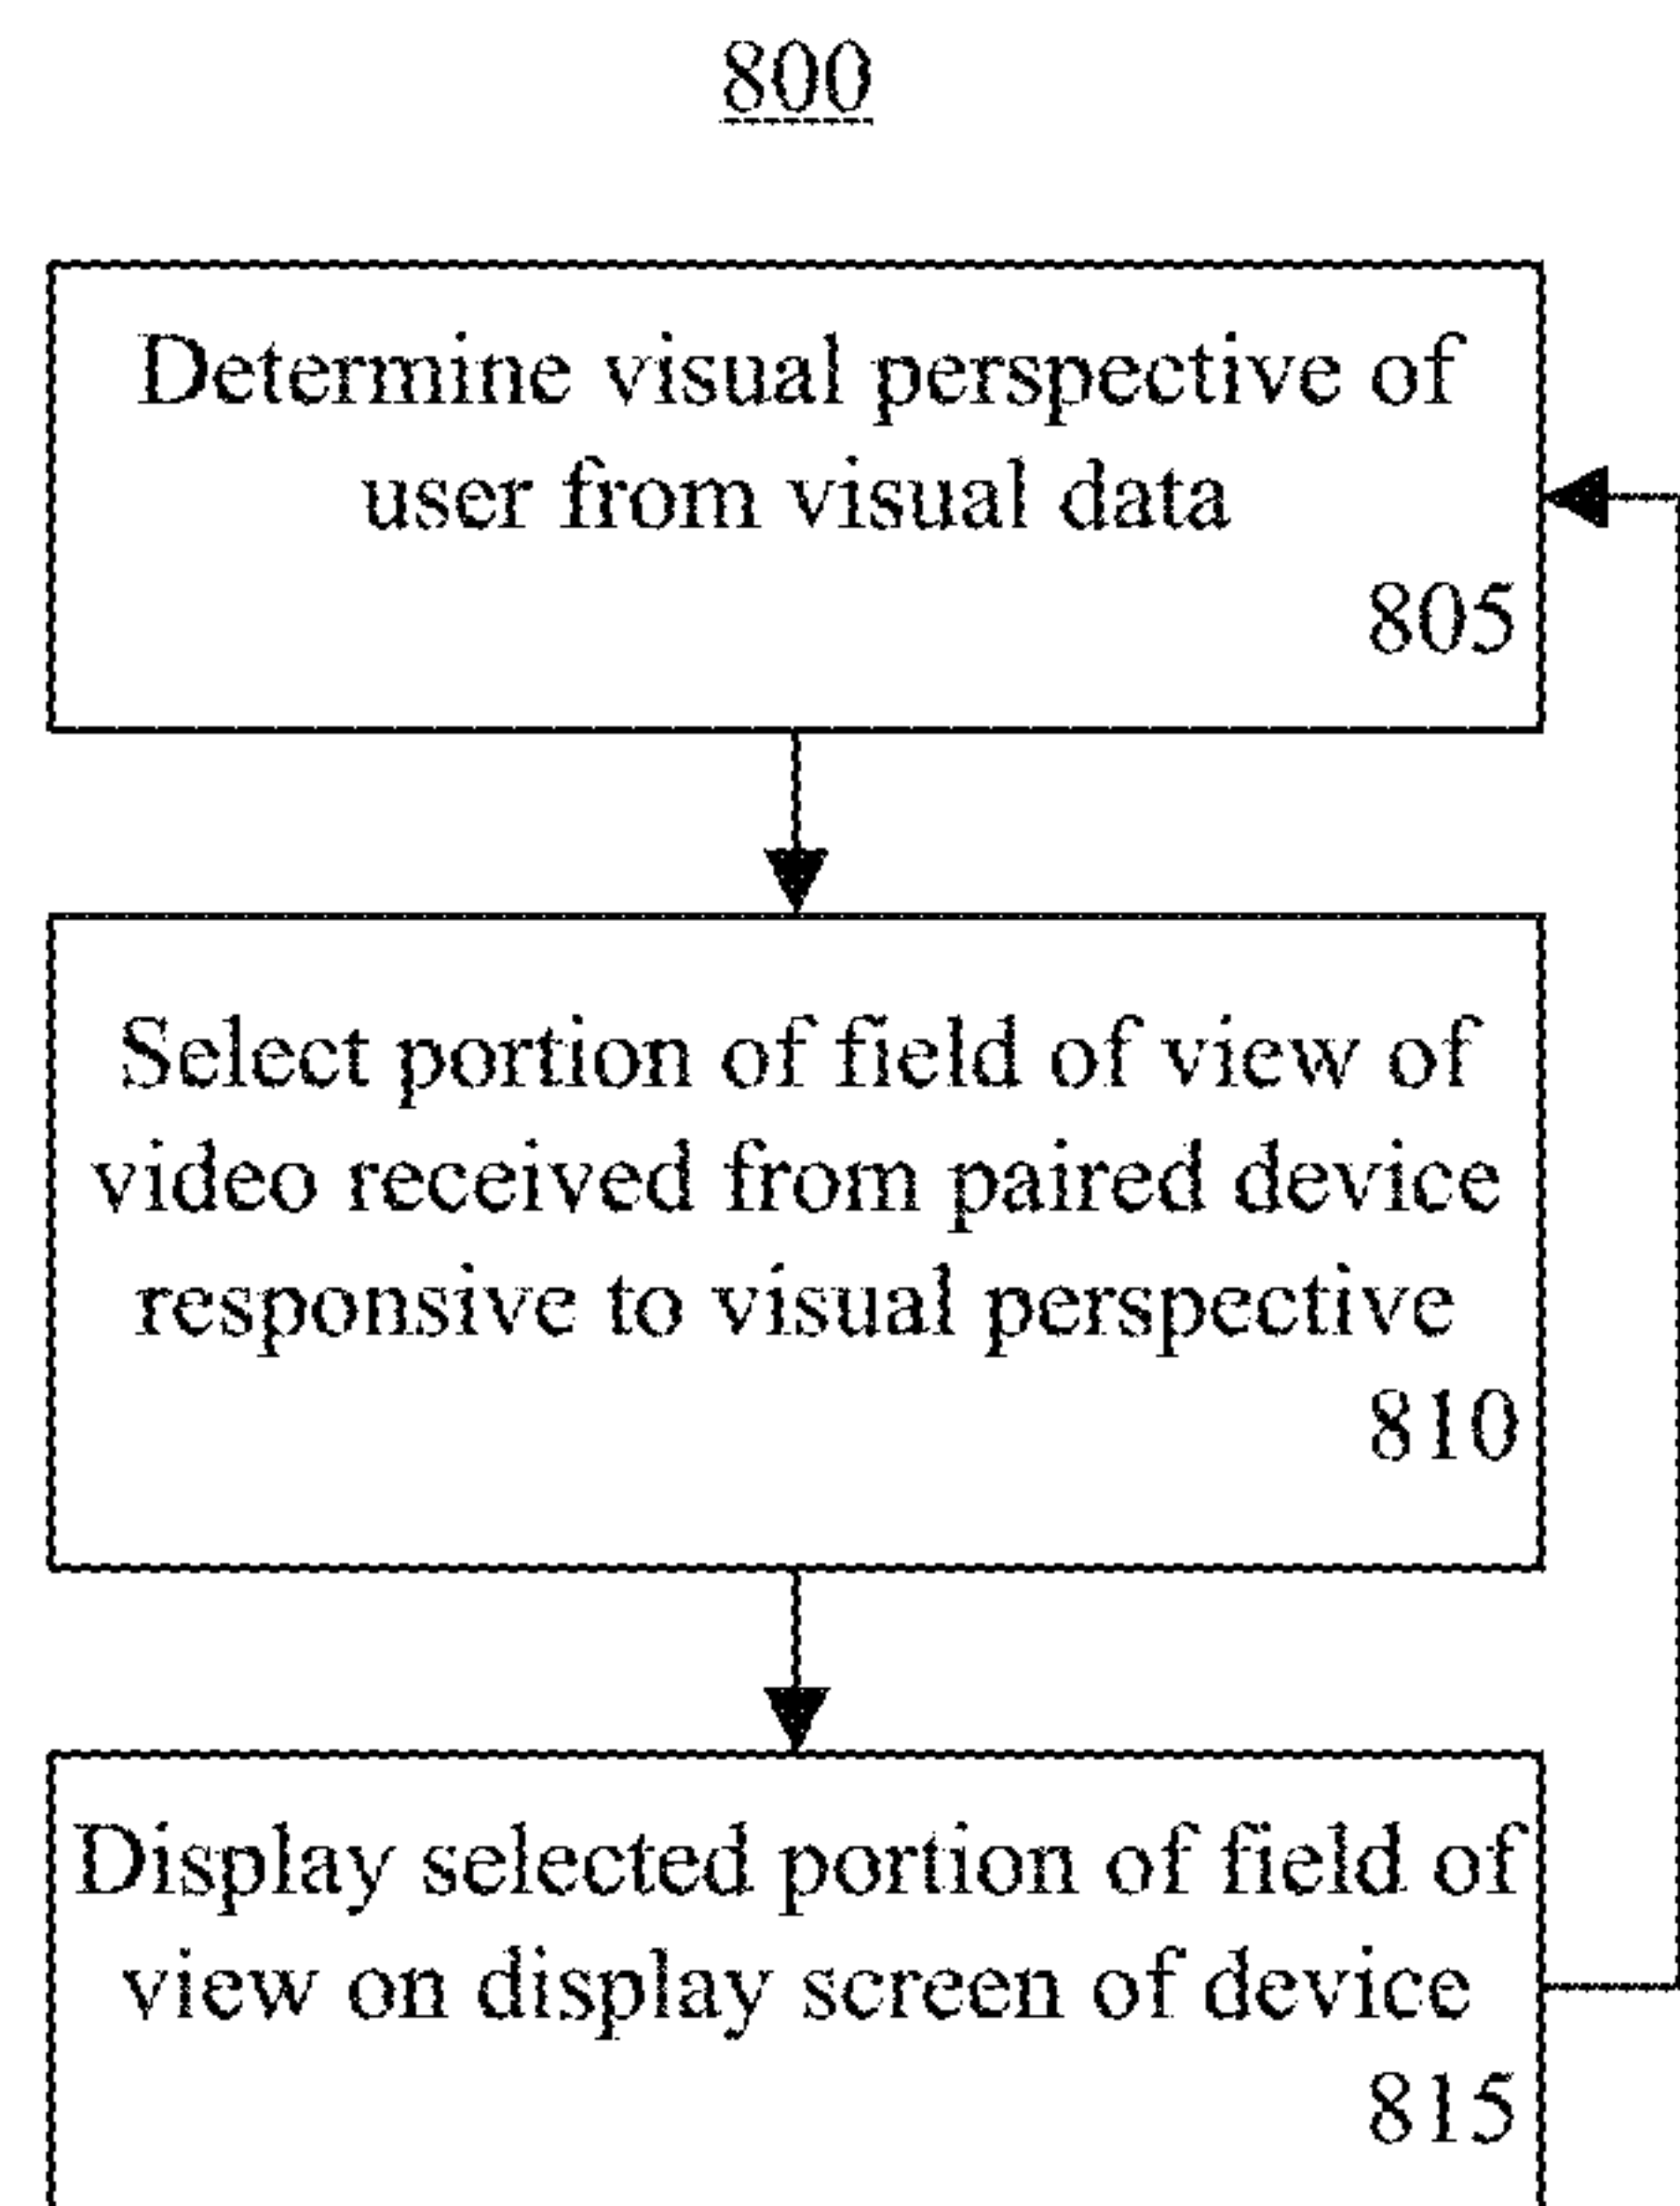 800
Determine visual perspective of
user from visual data
805
Select portion of field of view of
video received from paired device
responsive to visual perspective
810
Display selected portion of field of
view on display screen of device
815